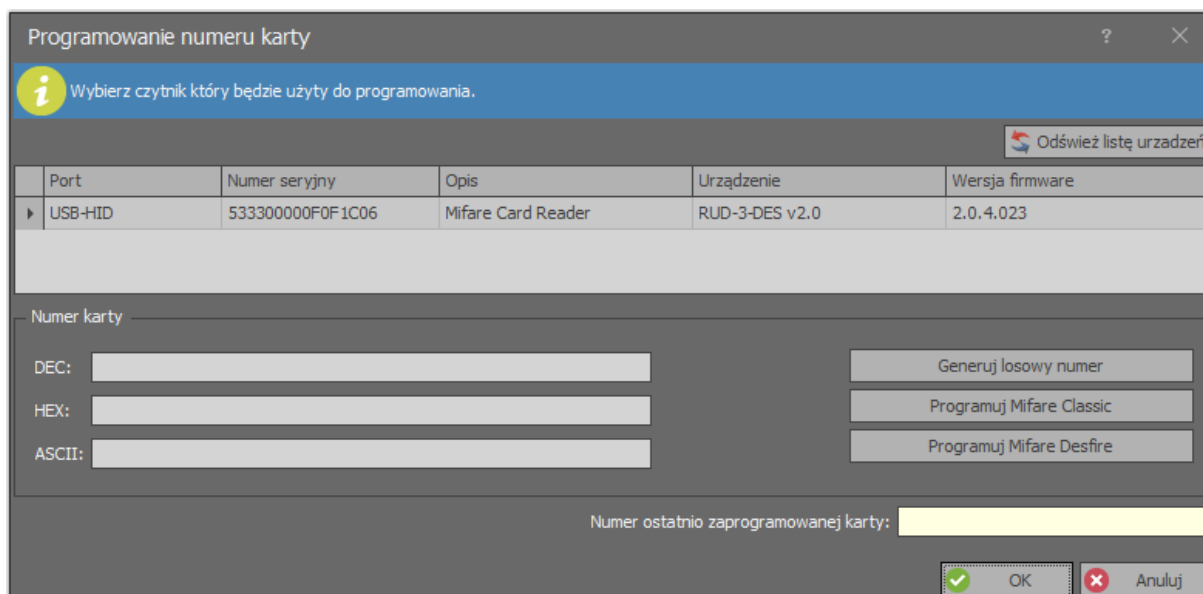 Programowanie numeru karty ?
Wybierz czytnik który będzie użyty do programowania.
Odśwież listę urzadzeń
Port Numer seryjny Opis Urządzenie Wersja firmware
USB-HID 533300000F0F1C06 Mifare Card Reader RUD-3-DES v2.0 2.0.4.023
Numer karty
DEC: Generuj losowy numer
HEX: Programuj Mifare Classic
ASCII: Programuj Mifare Desfire
Numer ostatnio zaprogramowanej karty:
OK Anuluj